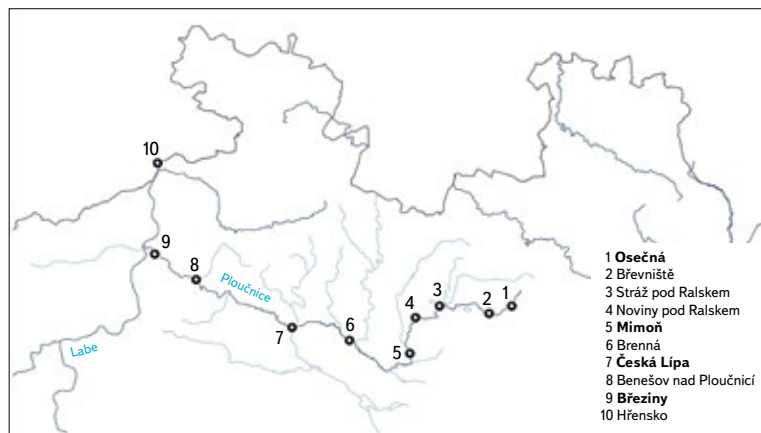 10
9
8
Ploučnice
7
6
5
4
3
2
1
Labe
1 Osečná
2 Břevniště
3 Stráž pod Ralskem
4 Noviny pod Ralskem
5 Mimoň
6 Brenná
7 Česká Lípa
8 Benešov nad Ploučnicí
9 Březiny
10 Hřensko